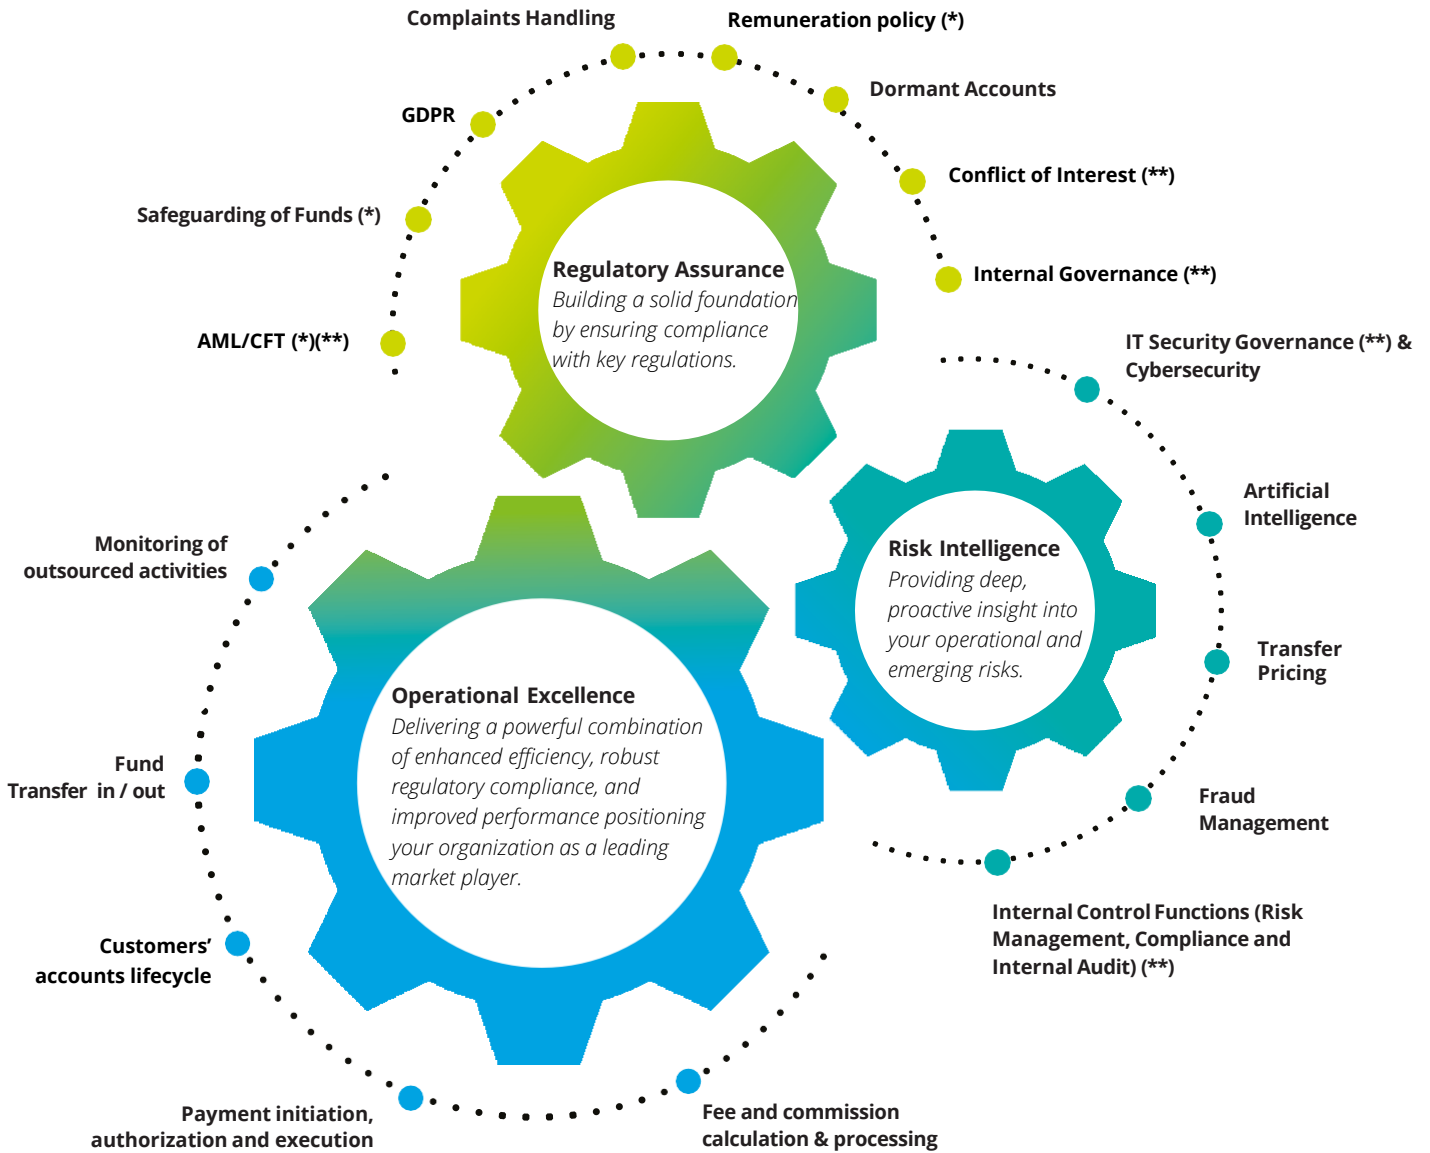 Complaints Handling
Remuneration policy (*)
Dormant Accounts
GDPR
Conflict of Interest (**)
Safeguarding of Funds (*)
Internal Governance (**)
AML/CFT (*)(**)
Regulatory Assurance
Building a solid foundation
by ensuring compliance
with key regulations.
IT Security Governance (**) &
Cybersecurity
Artificial
Intelligence
Risk Intelligence
Providing deep,
proactive insight into
your operational and
emerging risks.
Transfer
Pricing
Fraud
Management
Internal Control Functions (Risk
Management, Compliance and
Internal Audit) (**)
Monitoring of
outsourced activities
Operational Excellence
Delivering a powerful combination
of enhanced efficiency, robust
regulatory compliance, and
improved performance positioning
your organization as a leading
market player.
Fund
Transfer in / out
Customers’
accounts lifecycle
Payment initiation,
authorization and execution
Fee and commission
calculation & processing